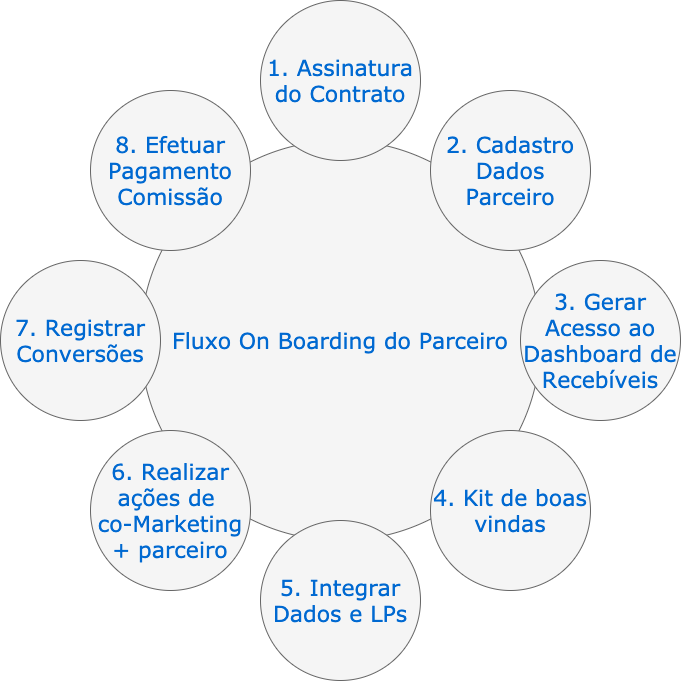 1. Assinatura
do Contrato
2. Cadastro
Dados
Parceiro
3. Gerar
Acesso ao
Dashboard de
Recebíveis
4. Kit de boas
vindas
5. Integrar
Dados e LPs
6. Realizar
ações de
co-Marketing
+ parceiro
7. Registrar
Conversões
8. Efetuar
Pagamento
Comissão
Fluxo On Boarding do Parceiro